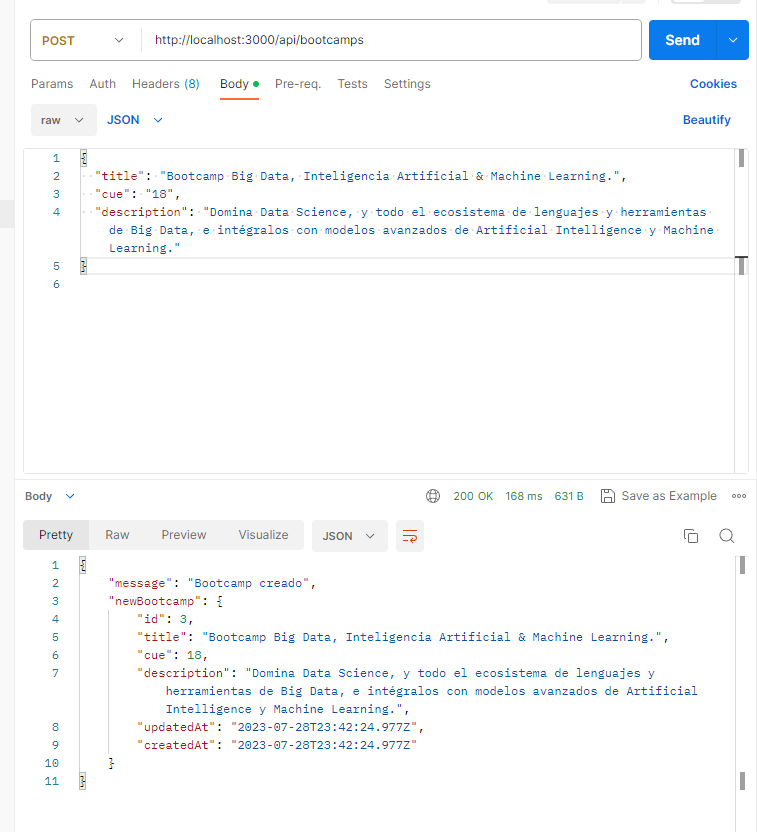 POST http://localhost:3000/api/bootcamps Send
Params Auth Headers (8) Body Pre-req. Tests Settings Cookies
raw JSON Beautify
1 {
2 "title": "Bootcamp Big Data, Inteligencia Artificial & Machine Learning.",
3 "cue": "18",
4 "description": "Domina Data Science, y todo el ecosistema de lenguajes y herramientas
de Big Data, e intégralos con modelos avanzados de Artificial Intelligence y Machine
Learning."
5 }
6
Body 200 OK 168 ms 631 B Save as Example
Pretty Raw Preview Visualize JSON
1 {
2 "message": "Bootcamp creado",
3 "newBootcamp": {
4 "id": 3,
5 "title": "Bootcamp Big Data, Inteligencia Artificial & Machine Learning.",
6 "cue": 18,
7 "description": "Domina Data Science, y todo el ecosistema de lenguajes y
herramientas de Big Data, e intégralos con modelos avanzados de Artificial
Intelligence y Machine Learning.",
8 "updatedAt": "2023-07-28T23:42:24.977Z",
9 "createdAt": "2023-07-28T23:42:24.977Z"
10 }
11 }